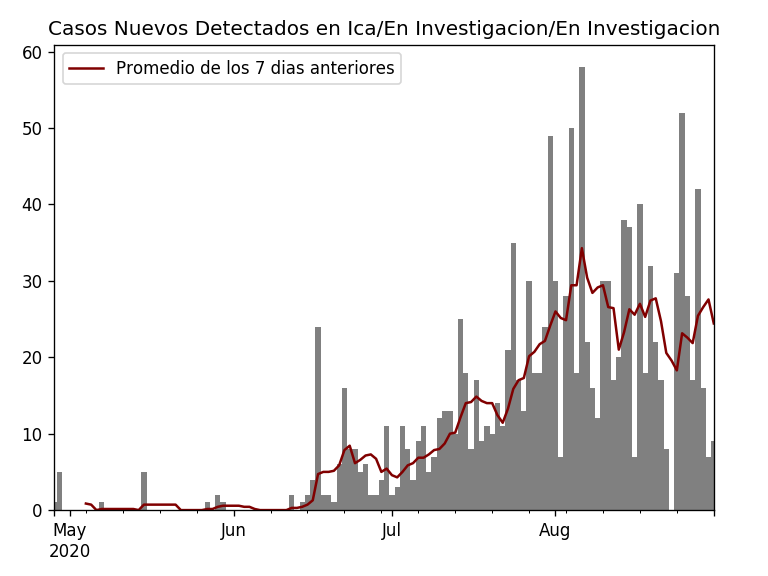 Casos Nuevos Detectados en Ica/En Investigacion/En Investigacion
Promedio de los 7 dias anteriores
60
50
40
30
20
10
0
May Jun Jul Aug
2020